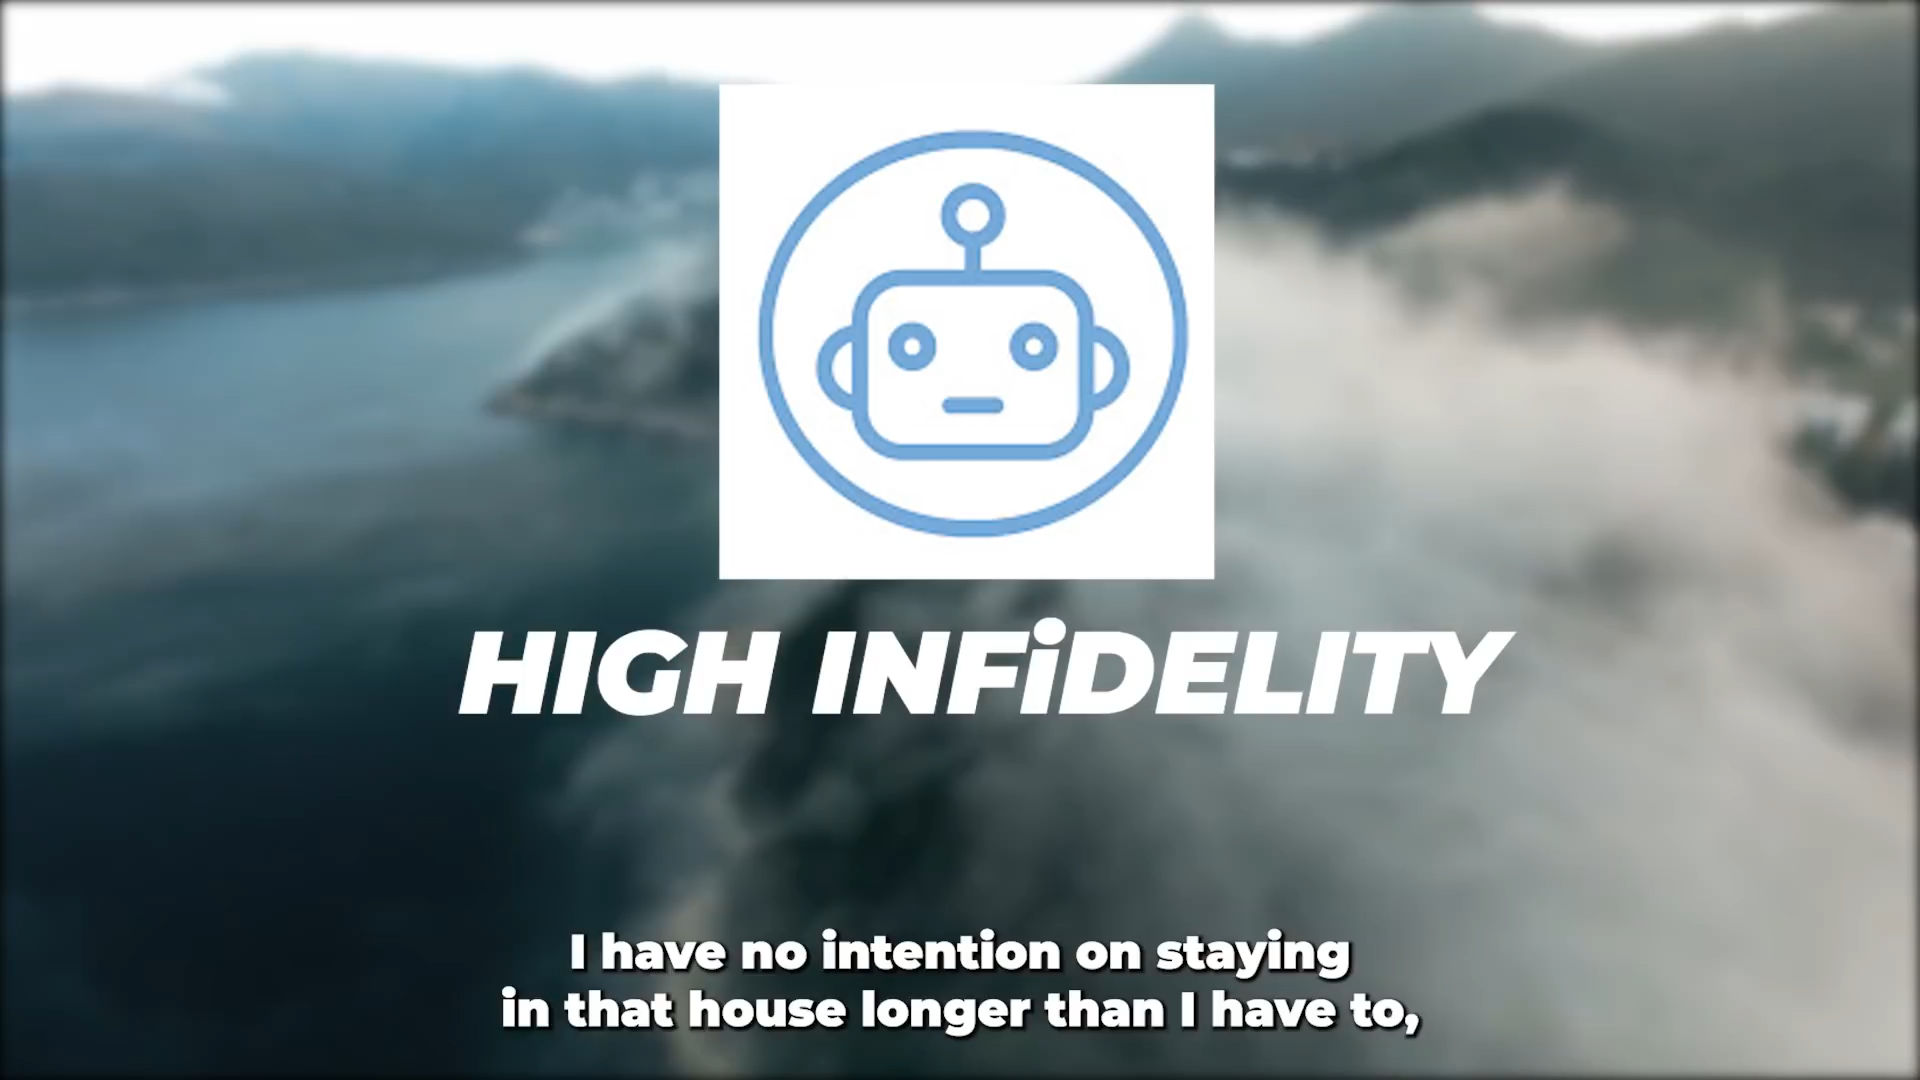 HIGH INFiDELITY
I have no intention on staying
in that house longer than I have to,